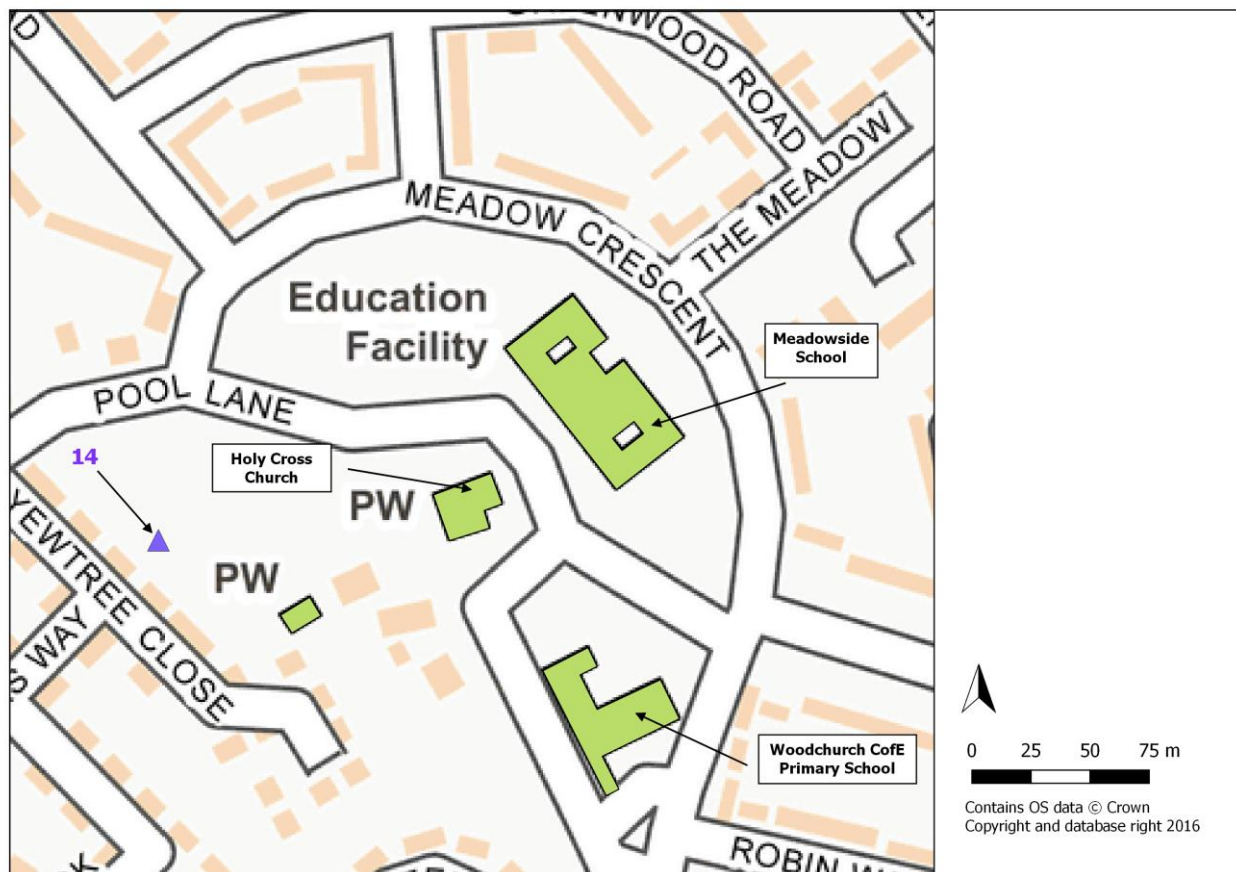 MEADOW CRESCENT
THE MEADOW
Education
Facility
Meadowside
School
POOL LANE
14
Holy Cross
Church
PW
YEWTREE CLOSE
PW
WAY
Woodchurch CofE
Primary School
ROBIN
0 25 50 75 m
Contains OS data © Crown
Copyright and database right 2016